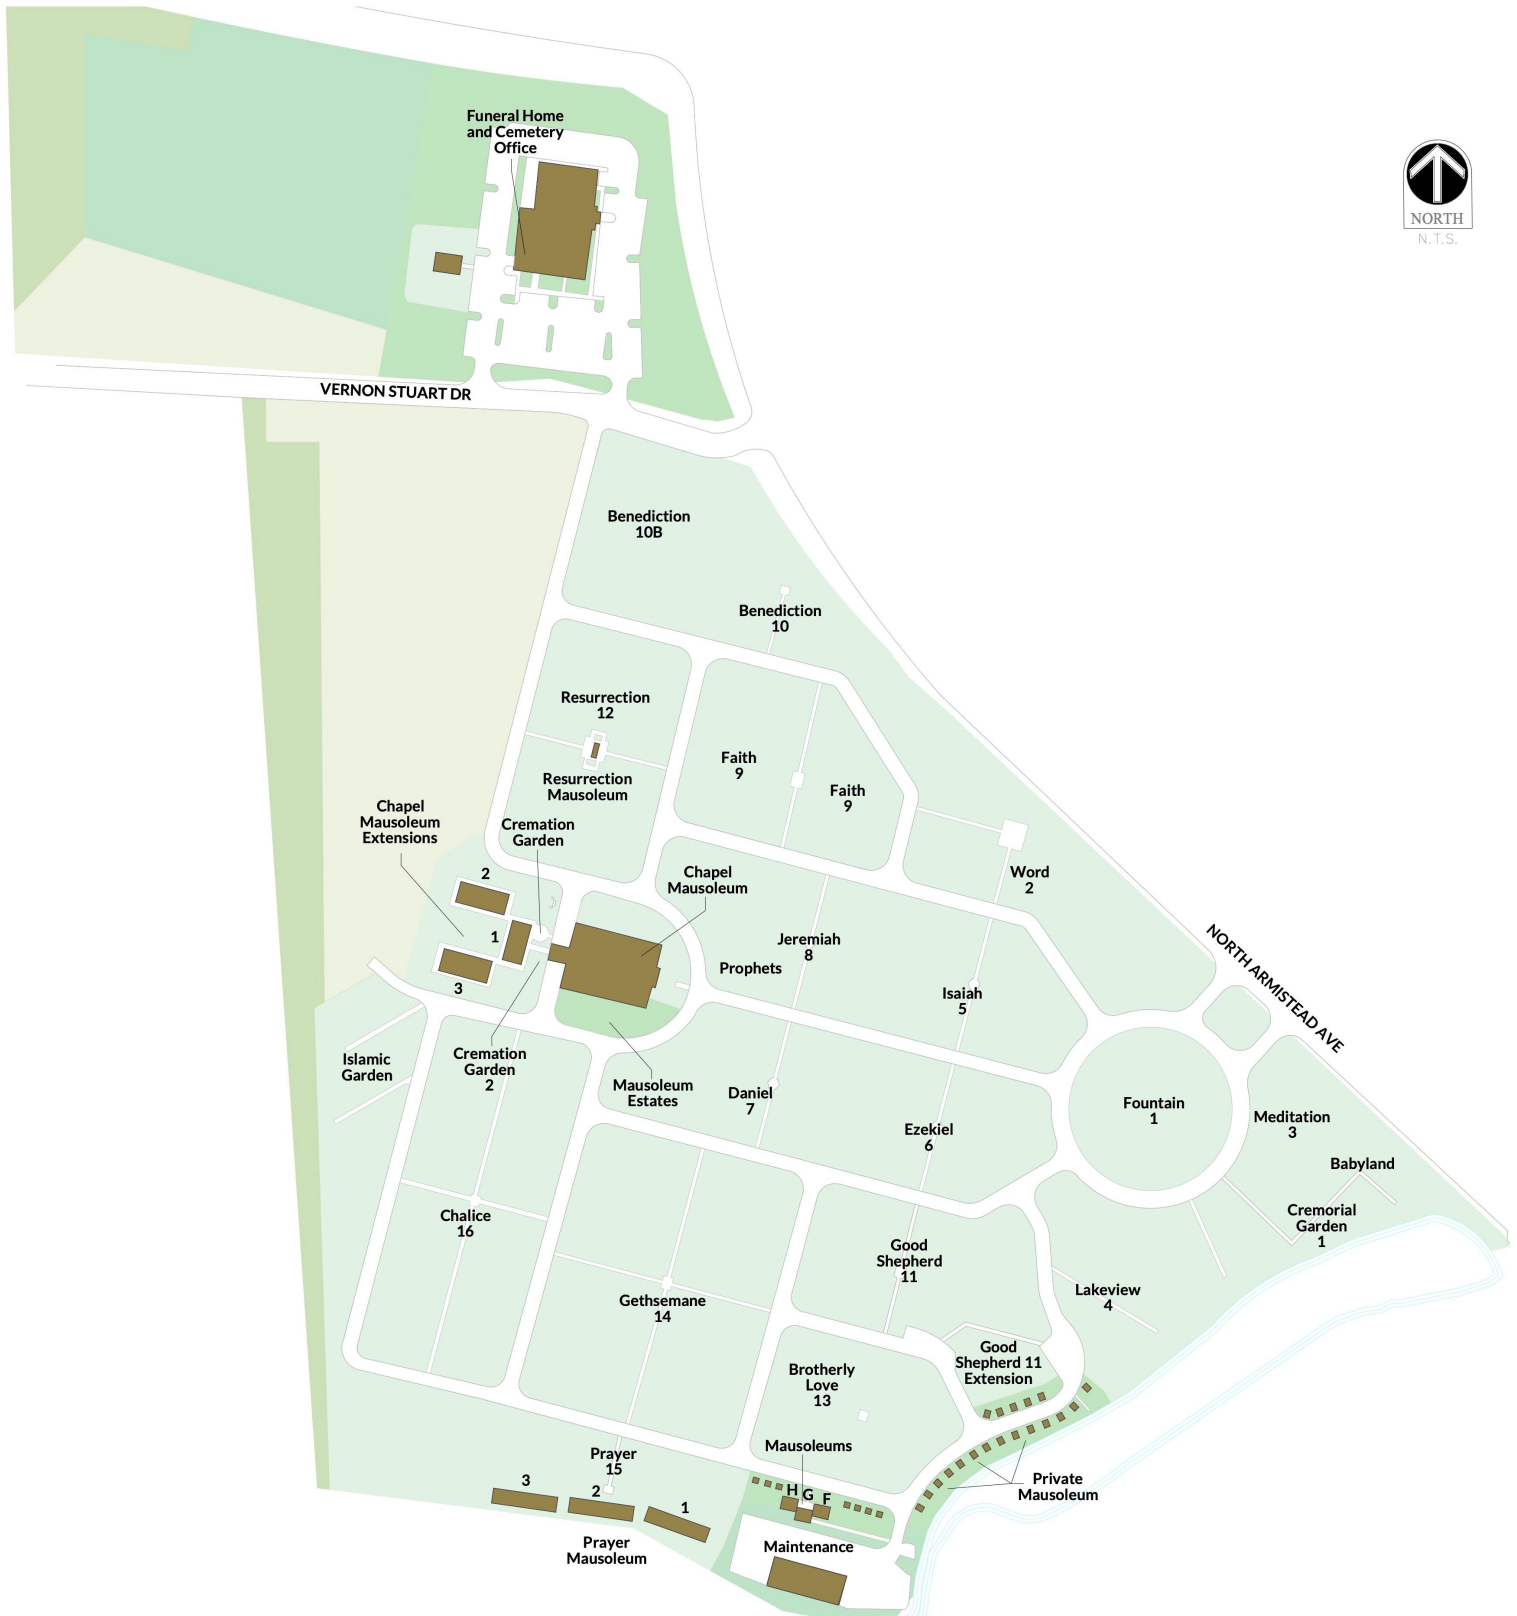 Funeral Home
and Cemetery
Office
NORTH
N.T.S.
VERNON STUART DR
Benediction
10B
Benediction
10
Resurrection
12
Resurrection
Mausoleum
Faith
9
Faith
9
Chapel
Mausoleum
Extensions
Cremation
Garden
2
1
3
Chapel
Mausoleum
Word
2
NORTH ARMISTEAD AVE
Jeremiah
8
Prophets
Isaiah
5
Islamic
Garden
Cremation
Garden
2
Mausoleum
Estates
Daniel
7
Ezekiel
6
Fountain
1
Meditation
3
Babyland
Cremorial
Garden
1
Chalice
16
Good
Shepherd
11
Lakeview
4
Gethsemane
14
Good
Shepherd 11
Extension
Brotherly
Love
13
Mausoleums
H G F
Prayer
15
3
2
1
Prayer
Mausoleum
Private
Mausoleum
Maintenance